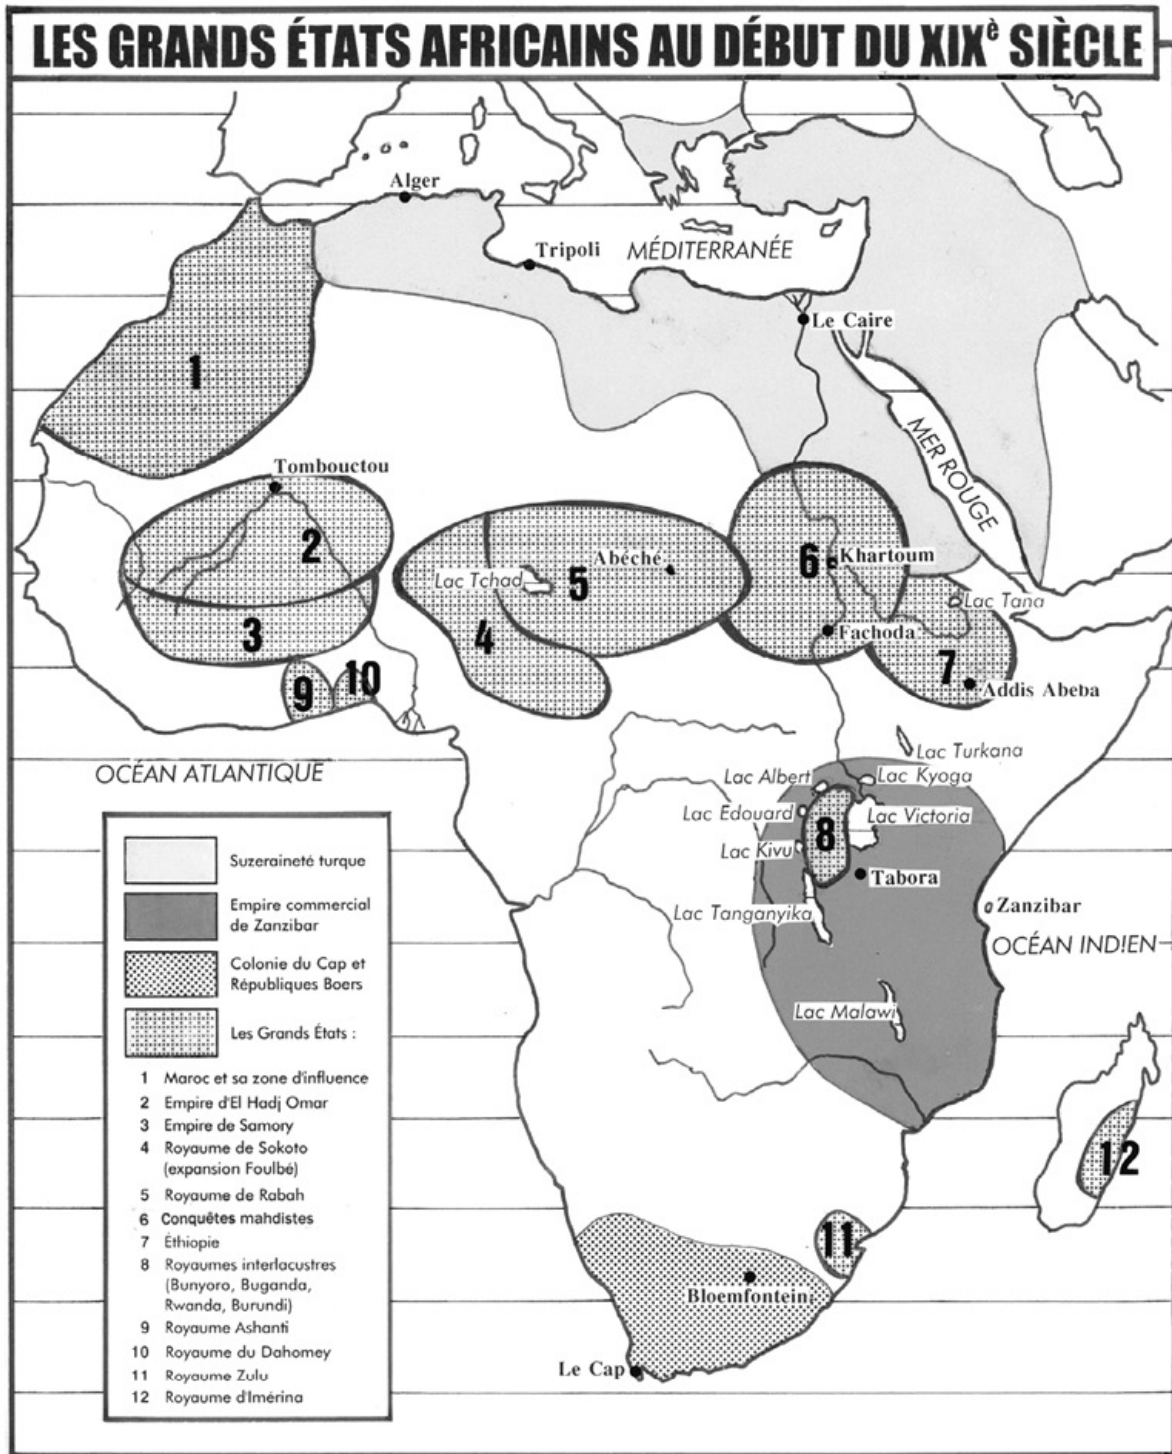 LES GRANDS ÉTATS AFRICAINS AU DÉBUT DU XIXè SIÈCLE
Alger
Tripoli
MÉDITERRANÉE
Le Caire
1
MER ROUGE
Tombouctou
2
Abéché
6
Khartoum
Lac Tchad
5
Lac Tana
3
4
Fachoda
7
Addis Abeba
9
10
Lac Turkana
OCÉAN ATLANTIQUE
Lac Albert
Lac Kyoga
Lac Edouard
Lac Victoria
8
Lac Kivu
Tabora
Lac Tanganyika
Zanzibar
OCÉAN INDIEN
Lac Malawi
12
11
Bloemfontein
Le Cap
Suzeraineté turque
Empire commercial
de Zanzibar
Colonie du Cap et
Républiques Boers
Les Grands États :
1 Maroc et sa zone d'influence
2 Empire d'El Hadj Omar
3 Empire de Samory
4 Royaume de Sokoto
(expansion Foulbé)
5 Royaume de Rabah
6 Conquêtes mahdistes
7 Éthiopie
8 Royaumes interlacustres
(Bunyoro, Buganda,
Rwanda, Burundi)
9 Royaume Ashanti
10 Royaume du Dahomey
11 Royaume Zulu
12 Royaume d'Imérina